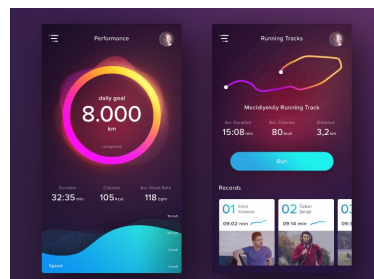 Performance
daily goal
8.000
km
Duration
Calories
Avr. Heart Rate
32:35 min
105 kcal
118 bpm
Speed
Running Tracks
Mecidiyeköy Running Track
Avr. Duration
Avr. Calories
Distance
15:08 min
80 kcal
3,2 km
Run
Records
01
02
Özkan
03
09:02 min
09:14 min